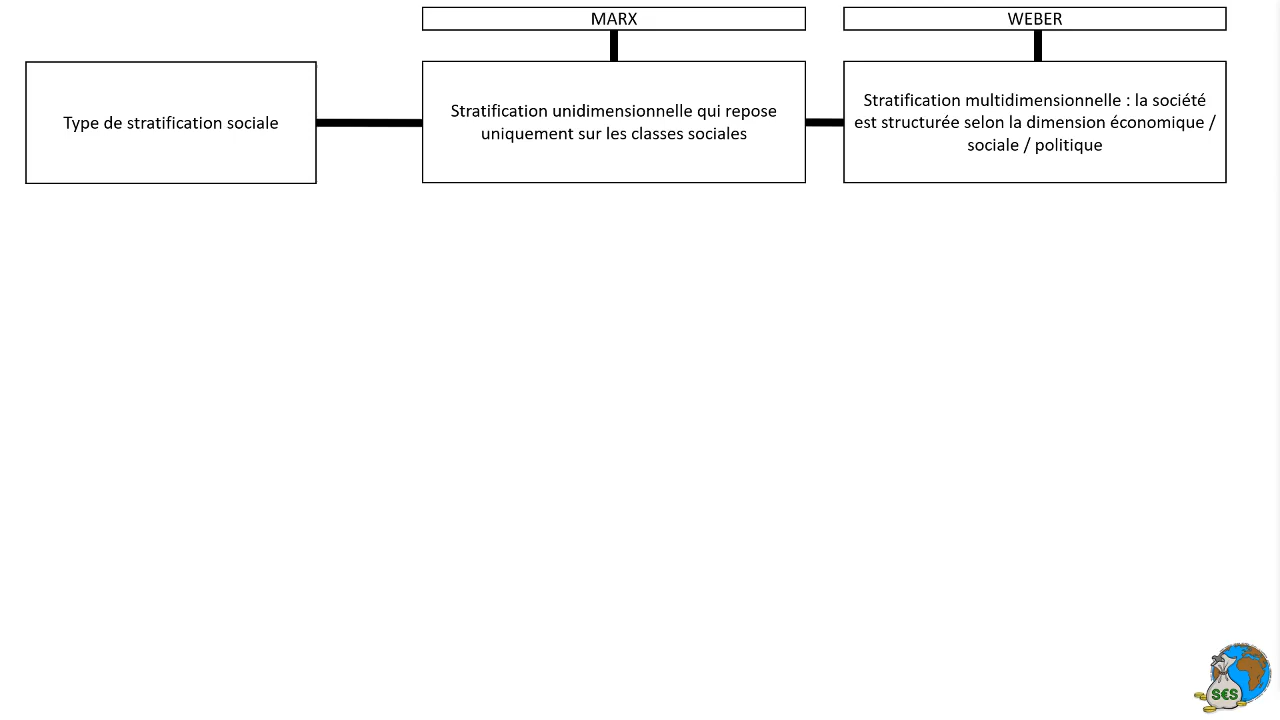 MARX
WEBER
Type de stratification sociale
Stratification unidimensionnelle qui repose
uniquement sur les classes sociales
Stratification multidimensionnelle : la société
est structurée selon la dimension économique /
sociale / politique
S€S